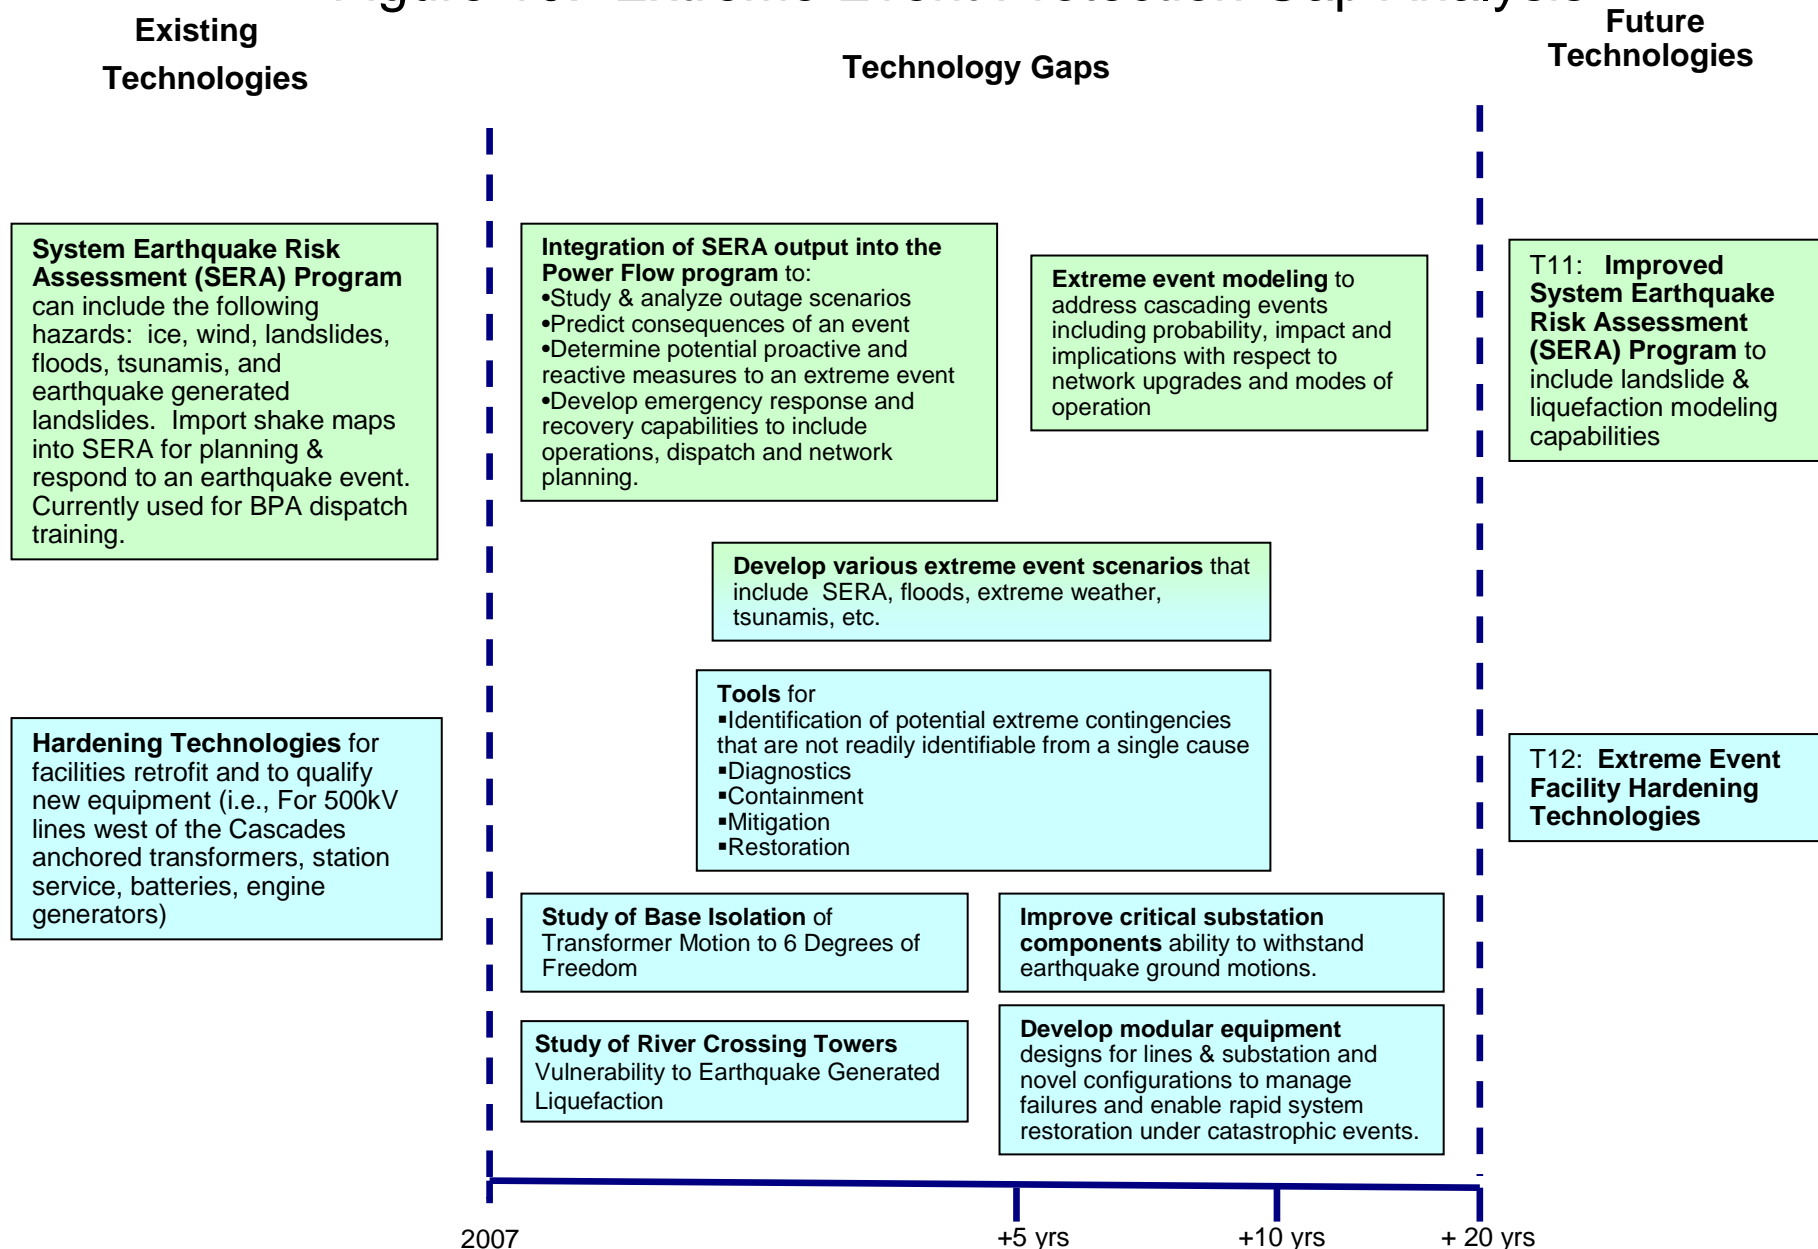 Extreme Event Protection Gap Analysis
Existing
Technologies
Technology Gaps
Future
Technologies
System Earthquake Risk
Assessment (SERA) Program
can include the following
hazards:  ice, wind, landslides,
floods, tsunamis, and
earthquake generated
landslides.  Import shake maps
into SERA for planning &
respond to an earthquake event.
Currently used for BPA dispatch
training.
Integration of SERA output into the
Power Flow program to:
•Study & analyze outage scenarios
•Predict consequences of an event
•Determine potential proactive and
reactive measures to an extreme event
•Develop emergency response and
recovery capabilities to include
operations, dispatch and network
planning.
Extreme event modeling to
address cascading events
including probability, impact and
implications with respect to
network upgrades and modes of
operation
T11:  Improved
System Earthquake
Risk Assessment
(SERA) Program to
include landslide &
liquefaction modeling
capabilities
Develop various extreme event scenarios that
include  SERA, floods, extreme weather,
tsunamis, etc.
Tools for
▪Identification of potential extreme contingencies
that are not readily identifiable from a single cause
▪Diagnostics
▪Containment
▪Mitigation
▪Restoration
Hardening Technologies for
facilities retrofit and to qualify
new equipment (i.e., For 500kV
lines west of the Cascades
anchored transformers, station
service, batteries, engine
generators)
T12:  Extreme Event
Facility Hardening
Technologies
Study of Base Isolation of
Transformer Motion to 6 Degrees of
Freedom
Improve critical substation
components ability to withstand
earthquake ground motions.
Study of River Crossing Towers
Vulnerability to Earthquake Generated
Liquefaction
Develop modular equipment
designs for lines & substation and
novel configurations to manage
failures and enable rapid system
restoration under catastrophic events.
2007
+5 yrs
+10 yrs
+ 20 yrs